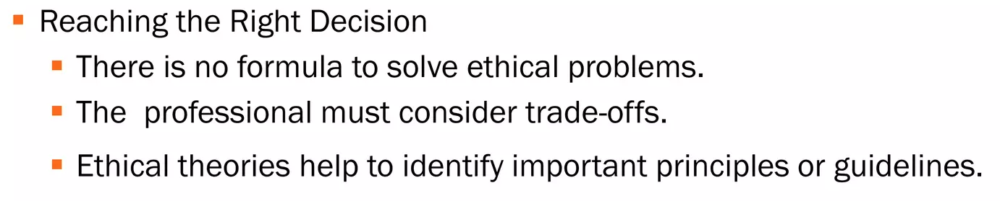 Reaching the Right Decision
There is no formula to solve ethical problems.
The  professional must consider trade-offs.
Ethical theories help to identify important principles or guidelines.